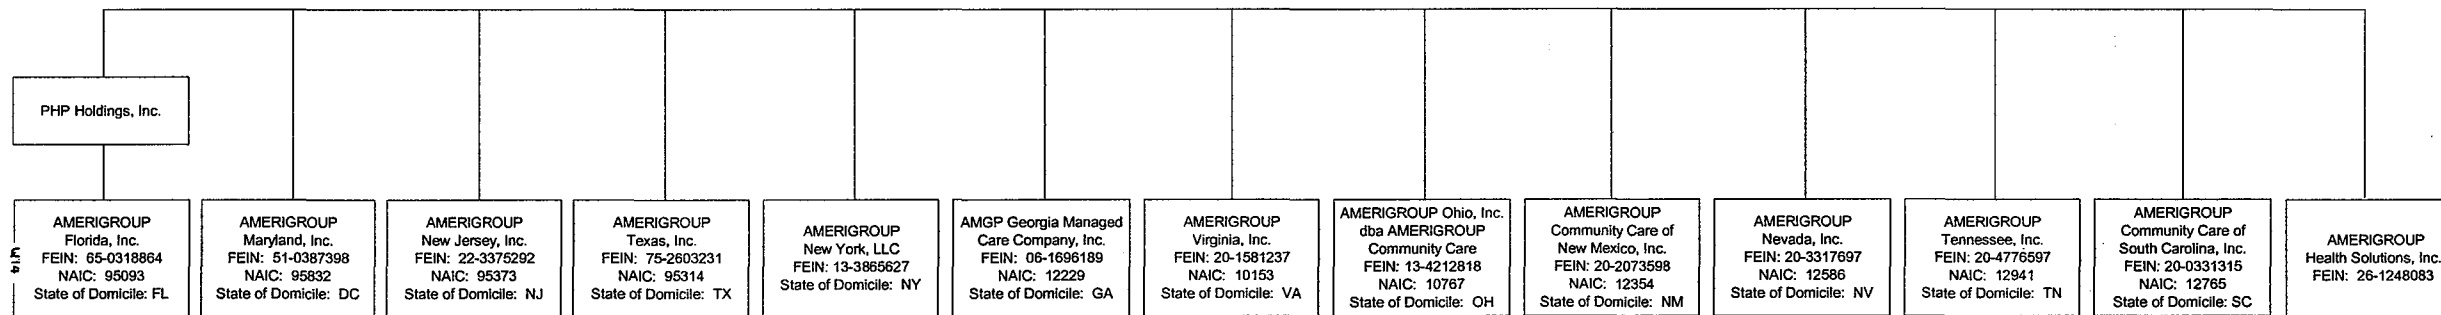 PHP Holdings, Inc.
AMERIGROUP
Florida, Inc.
FEIN: 65-0318864
NAIC: 95093
State of Domicile: FL
AMERIGROUP
Maryland, Inc.
FEIN: 51-0387398
NAIC: 95832
State of Domicile: DC
AMERIGROUP
New Jersey, Inc.
FEIN: 22-3375292
NAIC: 95373
State of Domicile: NJ
AMERIGROUP
Texas, Inc.
FEIN: 75-2603231
NAIC: 95314
State of Domicile: TX
AMERIGROUP
New York, LLC
FEIN: 13-3865627
State of Domicile: NY
AMGP Georgia Managed
Care Company, Inc.
FEIN: 06-1696189
NAIC: 12229
State of Domicile: GA
AMERIGROUP
Virginia, Inc.
FEIN: 20-1581237
NAIC: 10153
State of Domicile: VA
AMERIGROUP Ohio, Inc.
dba AMERIGROUP
Community Care
FEIN: 13-4212818
NAIC: 10767
State of Domicile: OH
AMERIGROUP
Community Care of
New Mexico, Inc.
FEIN: 20-2073598
NAIC: 12354
State of Domicile: NM
AMERIGROUP
Nevada, Inc.
FEIN: 20-3317697
NAIC: 12586
State of Domicile: NV
AMERIGROUP
Tennessee, Inc.
FEIN: 20-4776597
NAIC: 12941
State of Domicile: TN
AMERIGROUP
Community Care of
South Carolina, Inc.
FEIN: 20-0331315
NAIC: 12765
State of Domicile: SC
AMERIGROUP
Health Solutions, Inc.
FEIN: 26-1248083